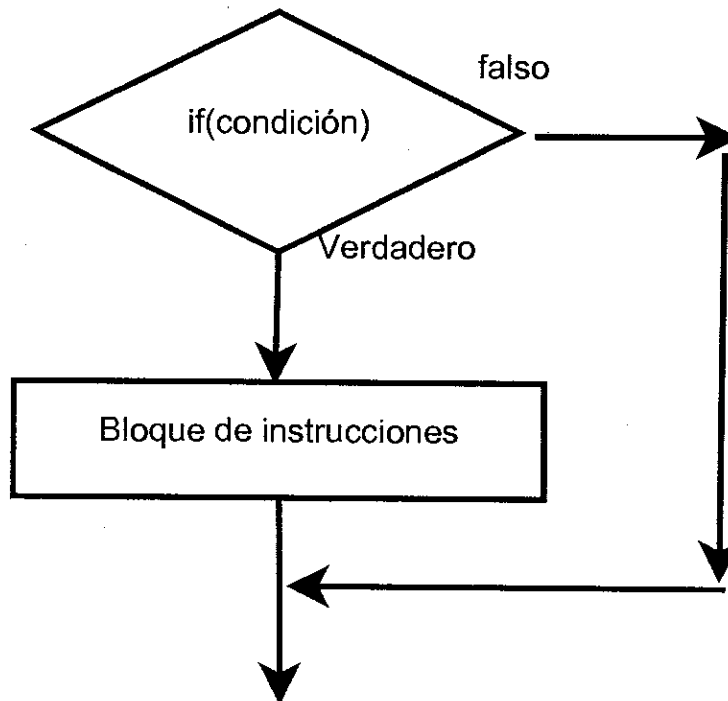 falso
if(condición)
Verdadero
Bloque de instrucciones